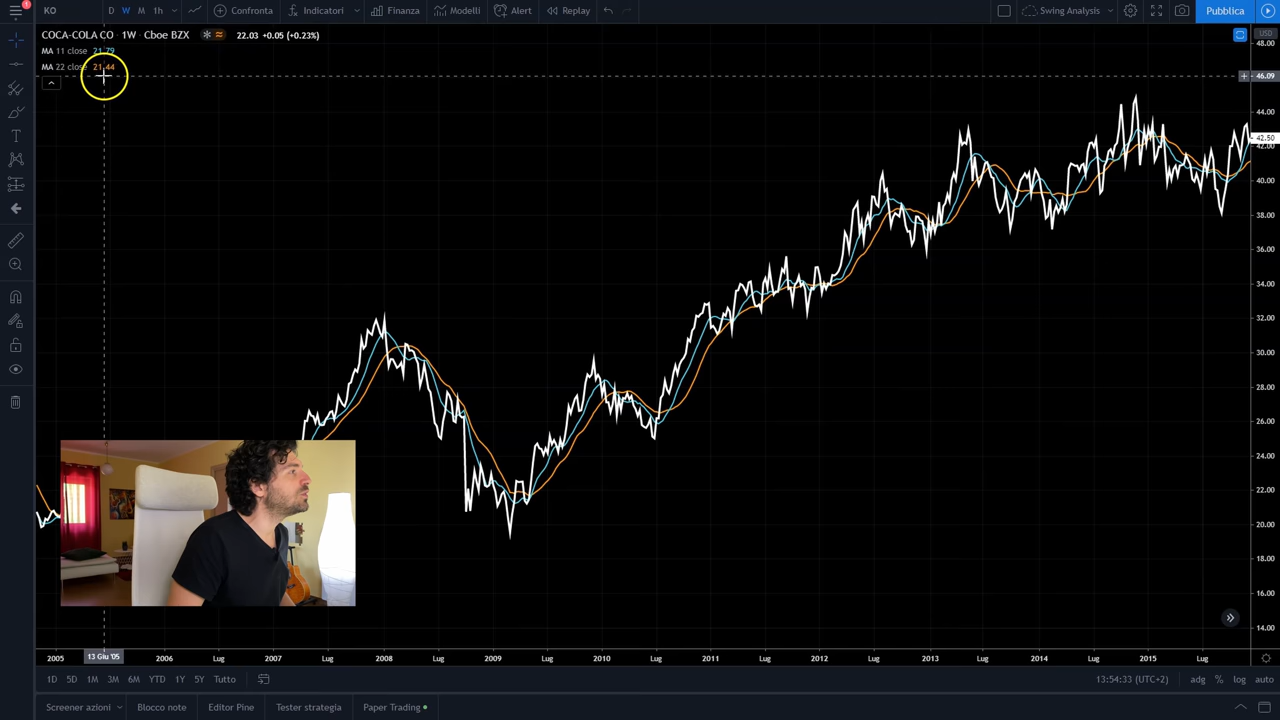 1
KO D W M 1h Confronta Indicatori Finanza Modelli Alert Replay Swing Analysis Pubblica
COCA-COLA CO · 1W · Cboe BZX 22.03 +0.05 (+0.23%) USD
MA 11 close 21.79
MA 22 close 21.44
48.00
46.09
44.00
42.50
42.00
40.00
38.00
36.00
34.00
32.00
30.00
28.00
26.00
24.00
22.00
20.00
18.00
16.00
14.00
2005 13 Giu '05 2006 Lug 2007 Lug 2008 Lug 2009 Lug 2010 Lug 2011 Lug 2012 Lug 2013 Lug 2014 Lug 2015 Lug
1D 5D 1M 3M 6M YTD 1Y 5Y Tutto 13:54:33 (UTC+2) adg % log auto
Screener azioni Blocco note Editor Pine Tester strategia Paper Trading